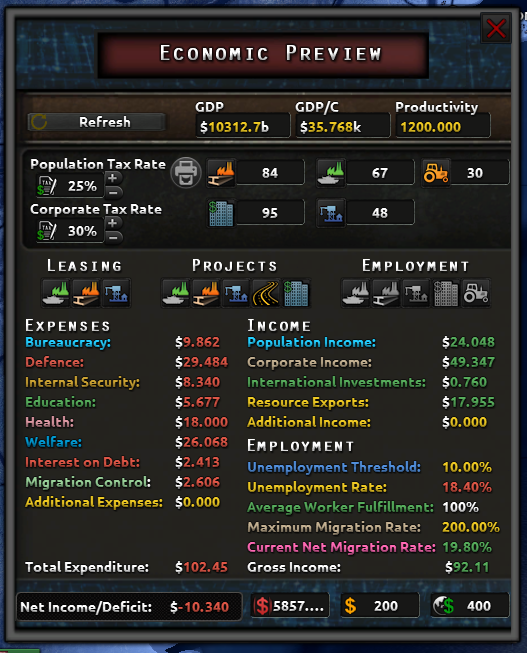 Economic Preview
Refresh
GDP
$10312.7b
GDP/C
$35.768k
Productivity
1200.000
Population Tax Rate
25%
Corporate Tax Rate
30%
84
67
30
95
48
Leasing
Projects
Employment
Expenses
Bureaucracy: $9.862
Defence: $29.484
Internal Security: $8.340
Education: $5.677
Health: $18.000
Welfare: $26.068
Interest on Debt: $2.413
Migration Control: $2.606
Additional Expenses: $0.000
Total Expenditure: $102.45
Income
Population Income: $24.048
Corporate Income: $49.347
International Investments: $0.760
Resource Exports: $17.955
Additional Income: $0.000
Employment
Unemployment Threshold: 10.00%
Unemployment Rate: 18.40%
Average Worker Fulfillment: 100%
Maximum Migration Rate: 200.00%
Current Net Migration Rate: 19.80%
Gross Income: $92.11
Net Income/Deficit: $-10.340
$5857....
$ 200
$ 400